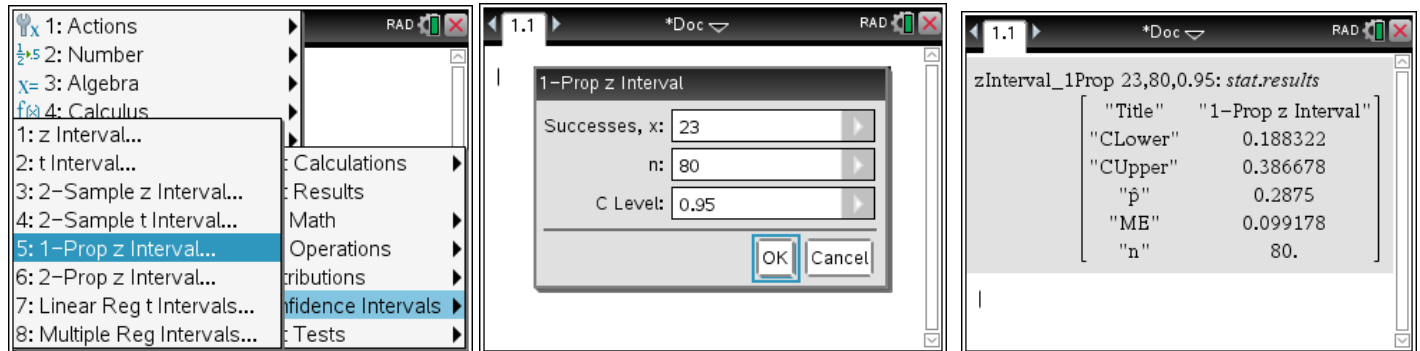 1: Actions
RAD
2: Number
3: Algebra
4: Calculus
1: z Interval...
2: t Interval...
Calculations
3: 2-Sample z Interval...
Results
4: 2-Sample t Interval...
Math
5: 1-Prop z Interval...
Operations
6: 2-Prop z Interval...
tributions
7: Linear Reg t Intervals...
nfidence Intervals
8: Multiple Reg Intervals...
Tests
1.1
*Doc
RAD
1-Prop z Interval
Successes, x: 23
n: 80
C Level: 0.95
OK Cancel
1.1
*Doc
RAD
zInterval_1Prop 23,80,0.95: stat.results
"Title" "1-Prop z Interval"
"CLower" 0.188322
"CUpper" 0.386678
"p̂" 0.2875
"ME" 0.099178
"n" 80.